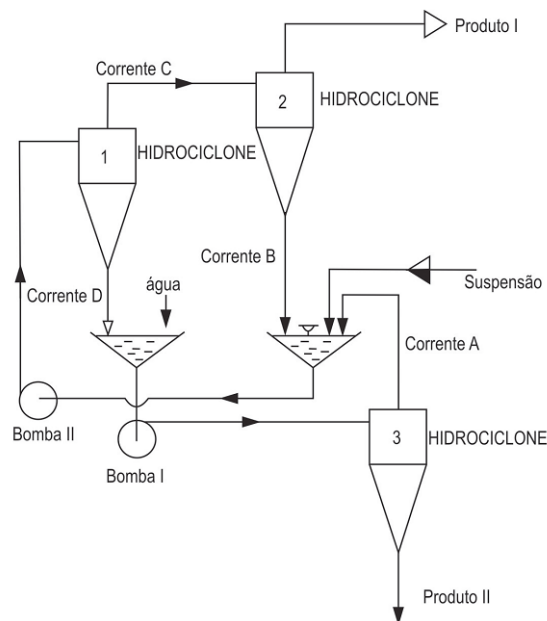 Produto I
Corrente C
2
HIDROCICLONE
1
HIDROCICLONE
Corrente B
Corrente D
água
Suspensão
Corrente A
Bomba II
Bomba I
3
HIDROCICLONE
Produto II